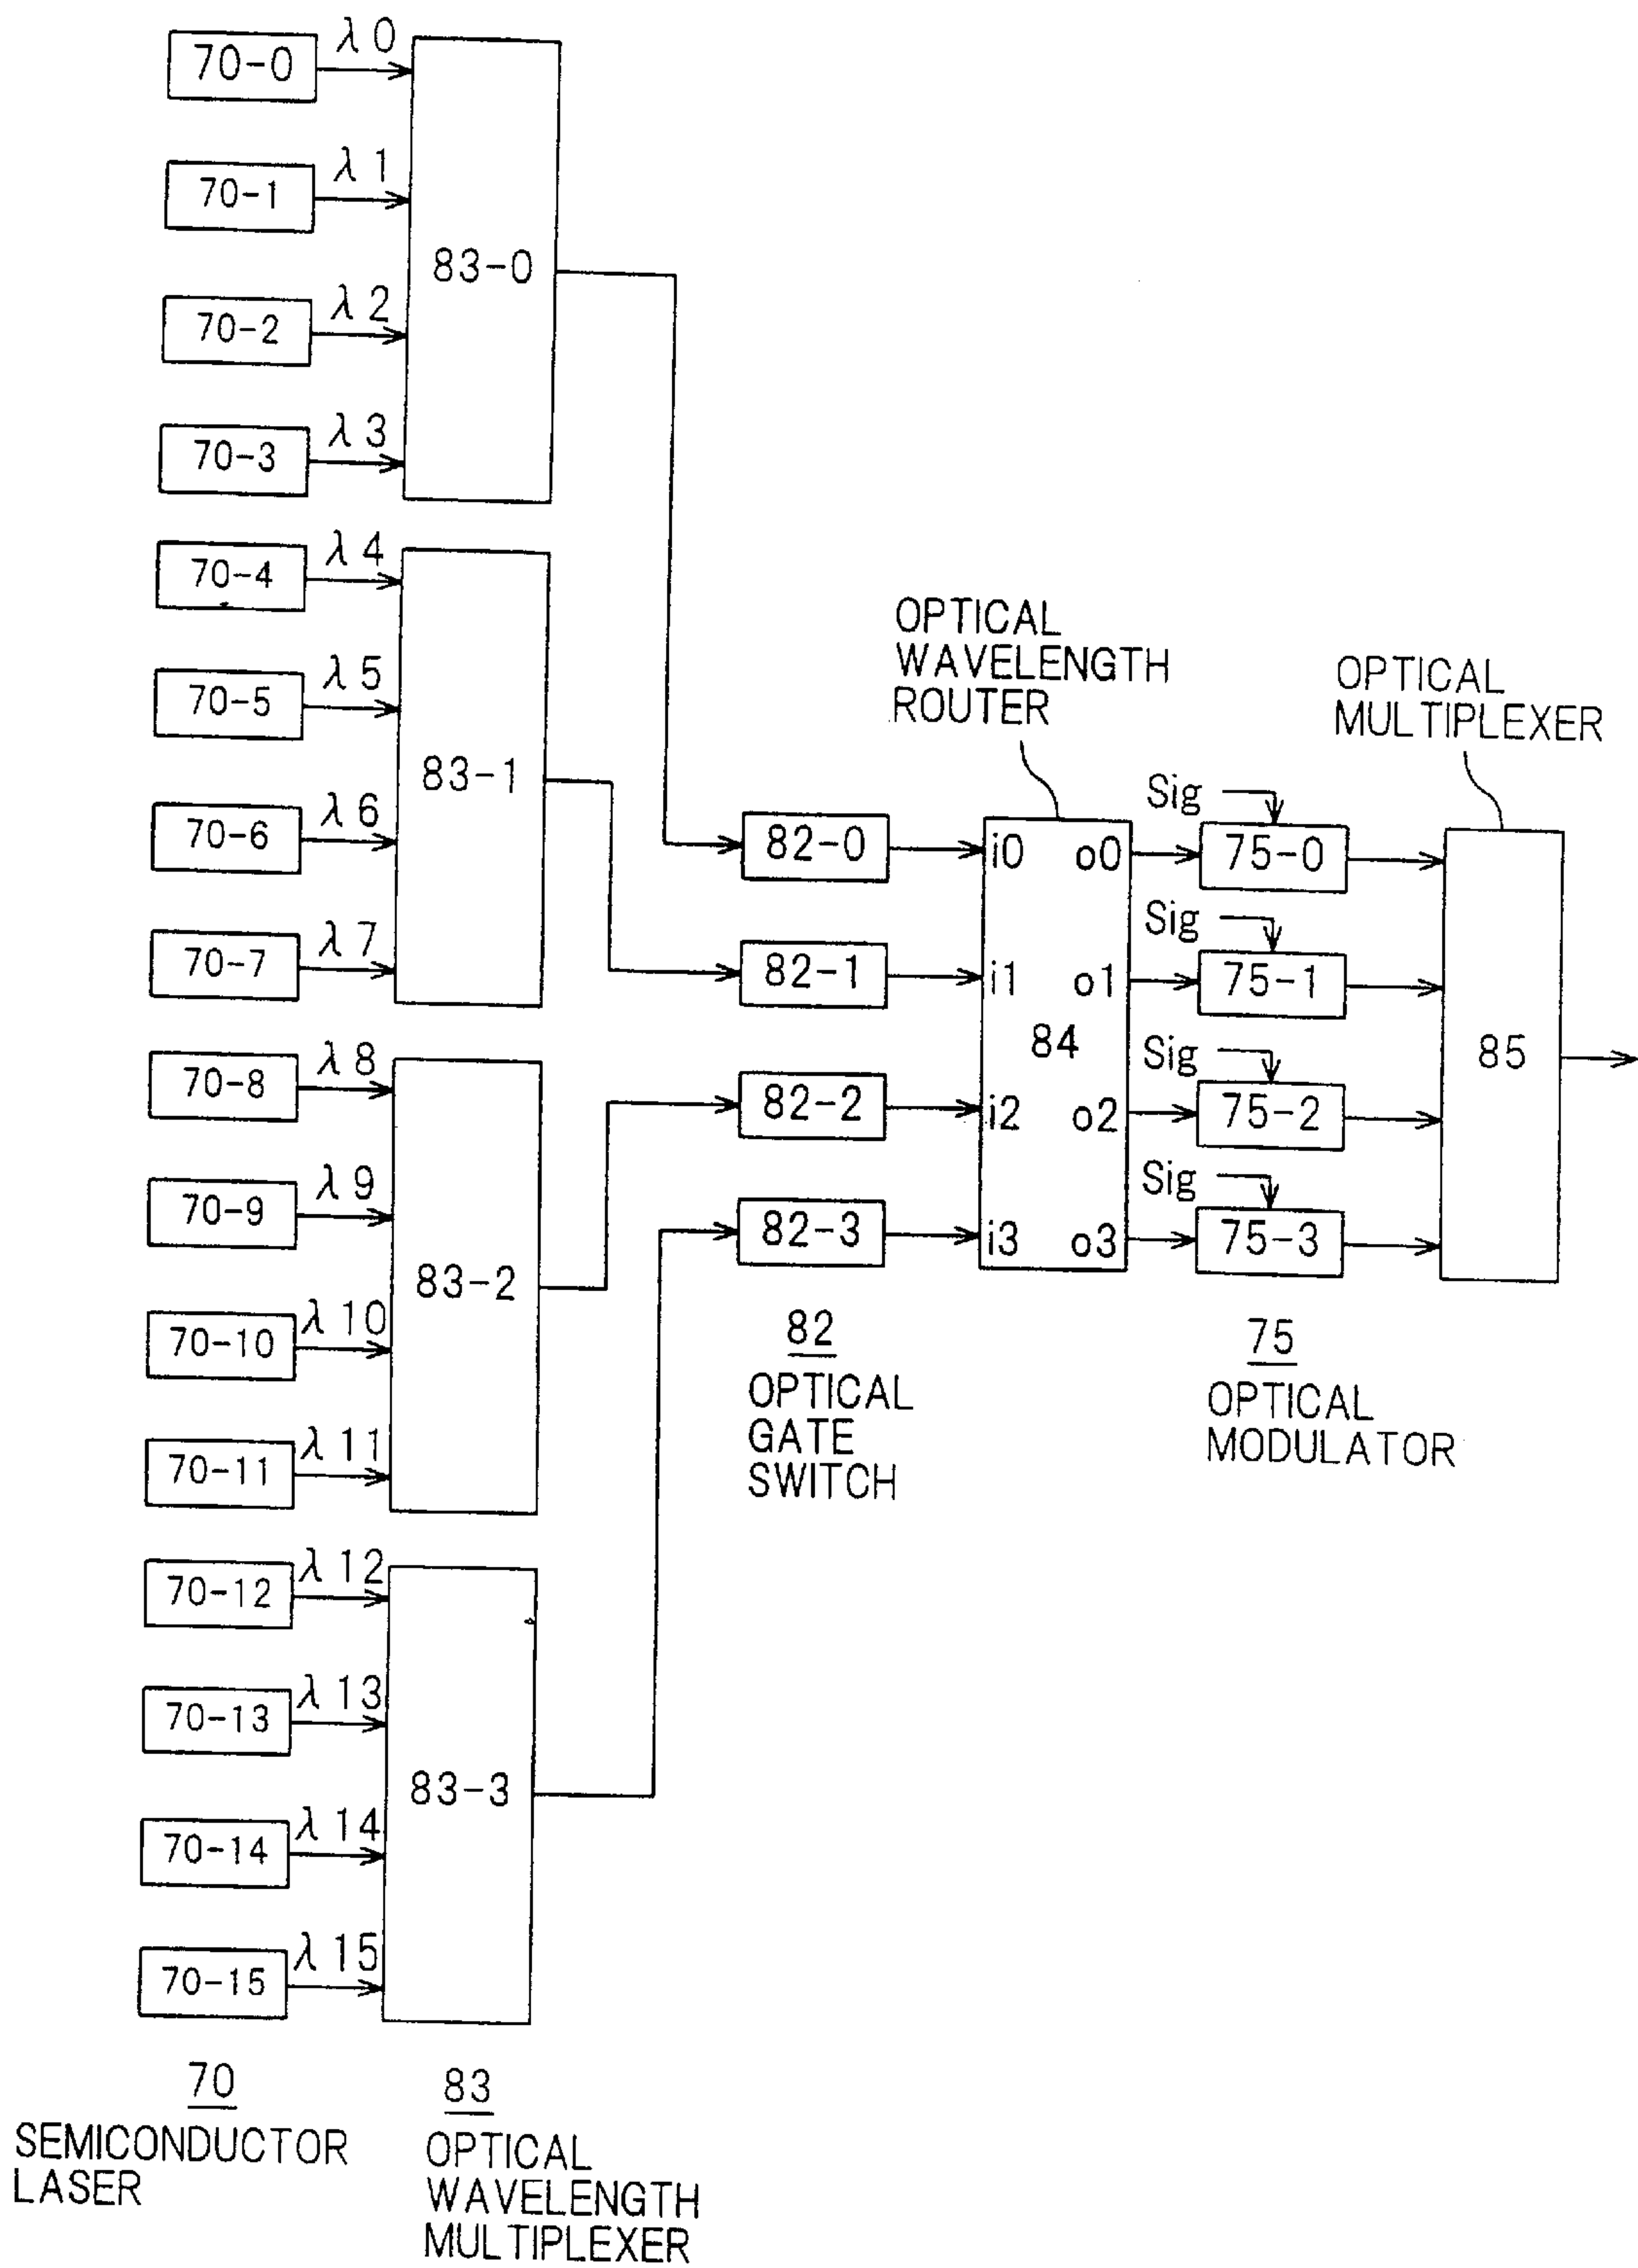 70-0
λ0
70-1
λ1
83-0
70-2
λ2
70-3
λ3
70-4
λ4
70-5
λ5
83-1
70-6
λ6
70-7
λ7
70-8
λ8
70-9
λ9
83-2
70-10
λ10
70-11
λ11
70-12
λ12
70-13
λ13
83-3
70-14
λ14
70-15
λ15
70
SEMICONDUCTOR
LASER
83
OPTICAL
WAVELENGTH
MULTIPLEXER
82-0
82-1
82-2
82-3
82
OPTICAL
GATE
SWITCH
OPTICAL
WAVELENGTH
ROUTER
i0 o0
i1 o1
84
i2 o2
i3 o3
Sig
75-0
Sig
75-1
Sig
75-2
Sig
75-3
75
OPTICAL
MODULATOR
OPTICAL
MULTIPLEXER
85